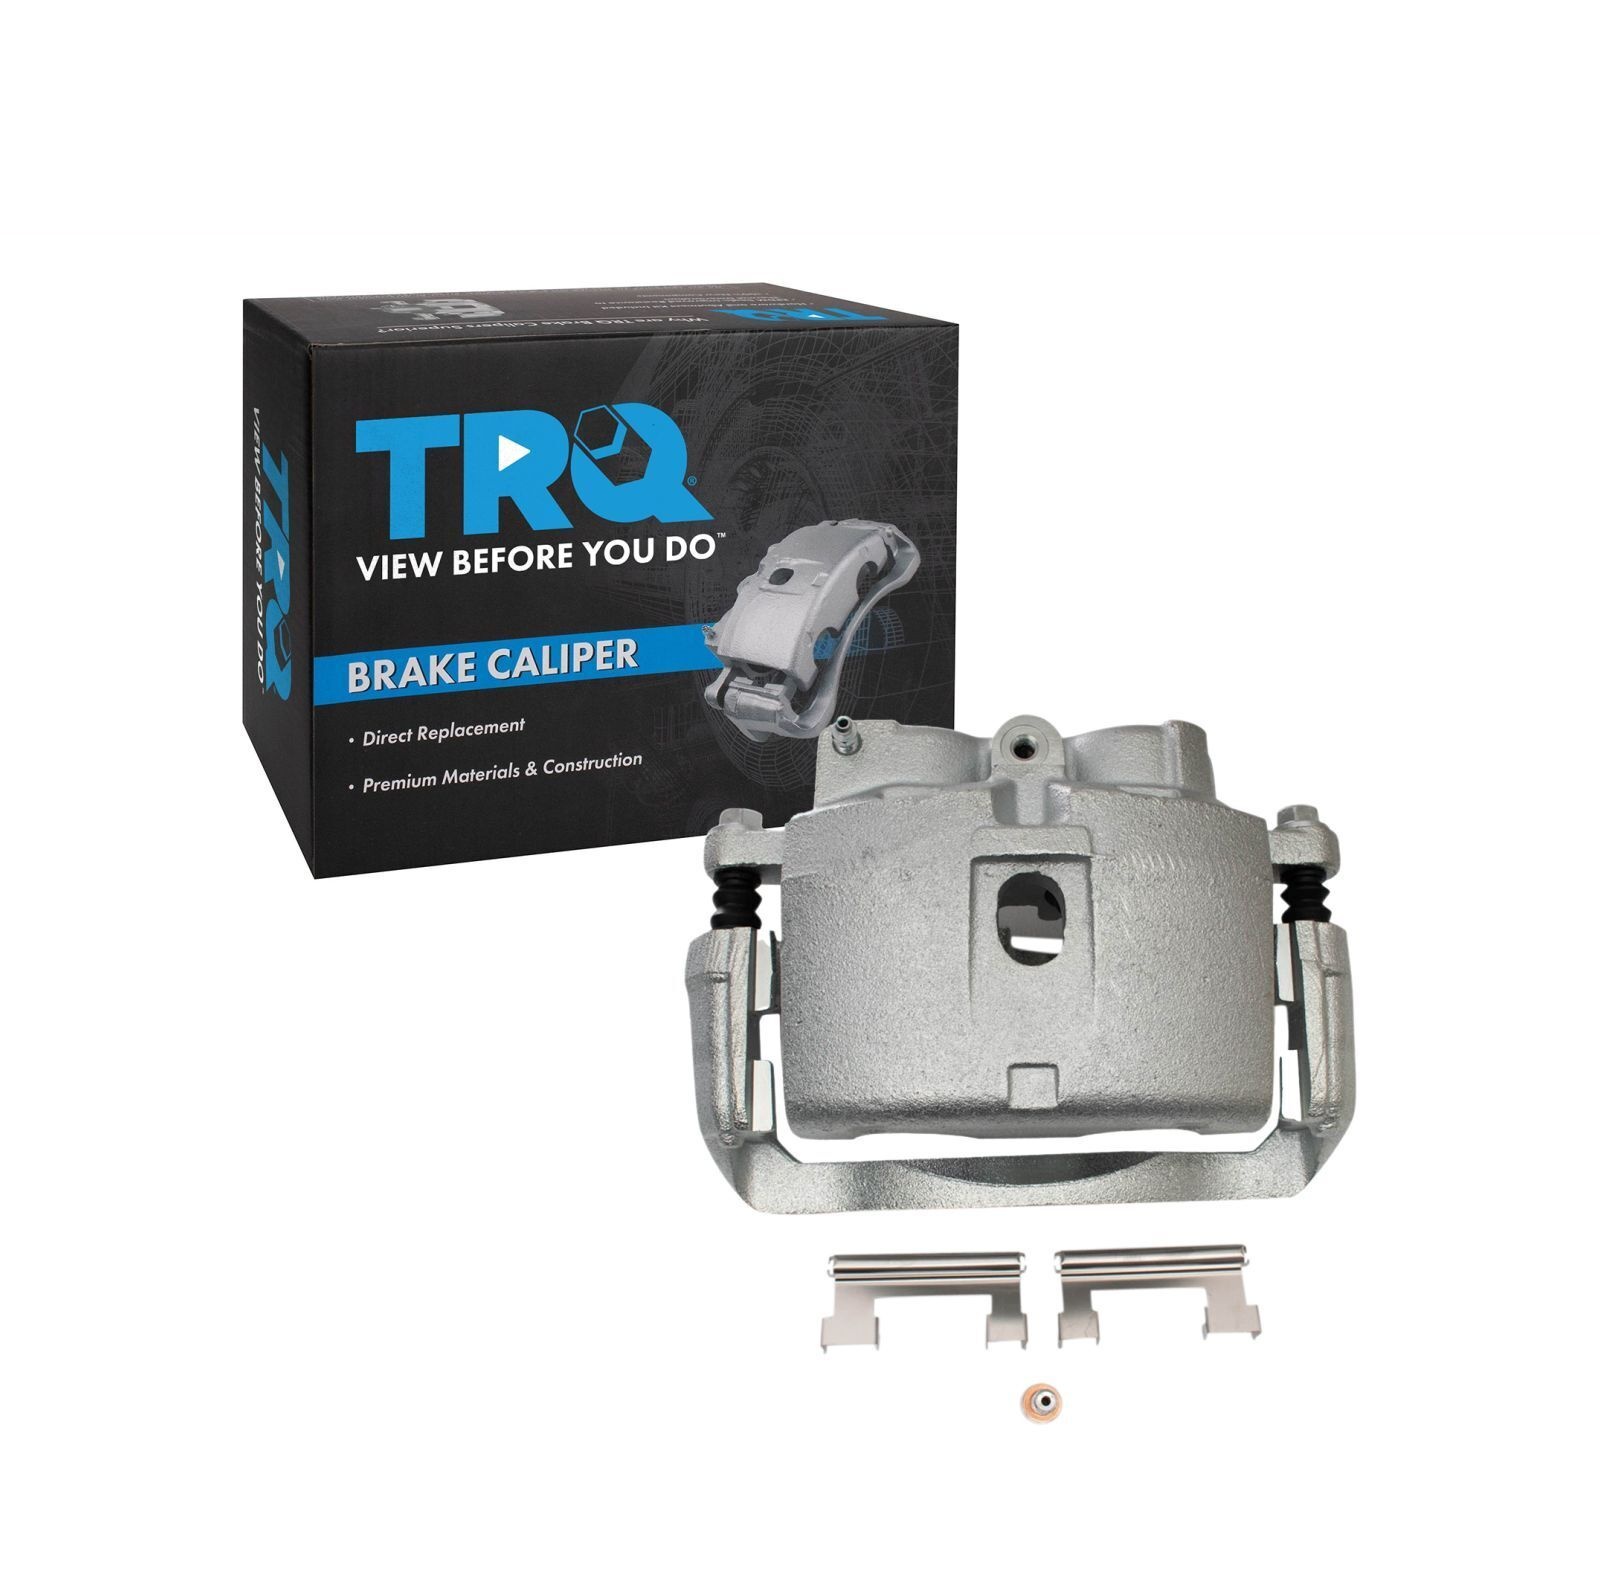 Why are TRQ Brake Calipers Superior?
TRQ
TRQ®
VIEW BEFORE YOU DO™
BRAKE CALIPER
• Direct Replacement
• Premium Materials & Construction
TRQ
VIEW BEFORE YOU DO